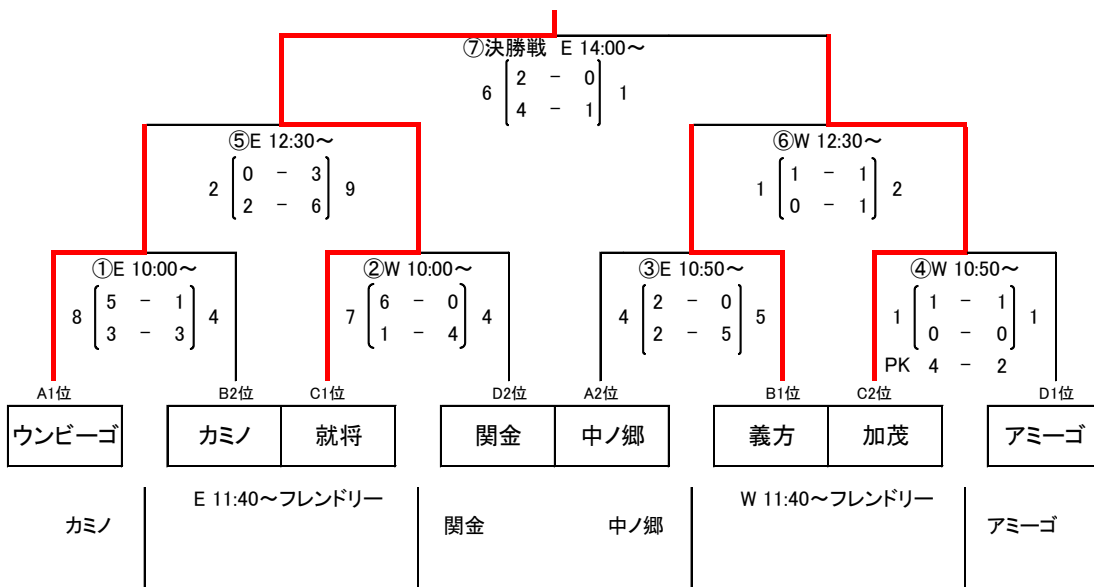 ⑦決勝戦 E 14:00～
6 2 － 0 1
4 － 1
⑤E 12:30～ ⑥W 12:30～
2 0 － 3 9 1 1 － 1 2
2 － 6 0 － 1
①E 10:00～ ②W 10:00～ ③E 10:50～ ④W 10:50～
8 5 － 1 4 7 6 － 0 4 4 2 － 0 5 1 1 － 1 1
3 － 3 1 － 4 2 － 5 0 － 0
PK 4 － 2
A1位 B2位 C1位 D2位 A2位 B1位 C2位 D1位
ウンビーゴ カミノ 就将 関金 中ノ郷 義方 加茂 アミーゴ
E 11:40～フレンドリー W 11:40～フレンドリー
カミノ 関金 中ノ郷 アミーゴ